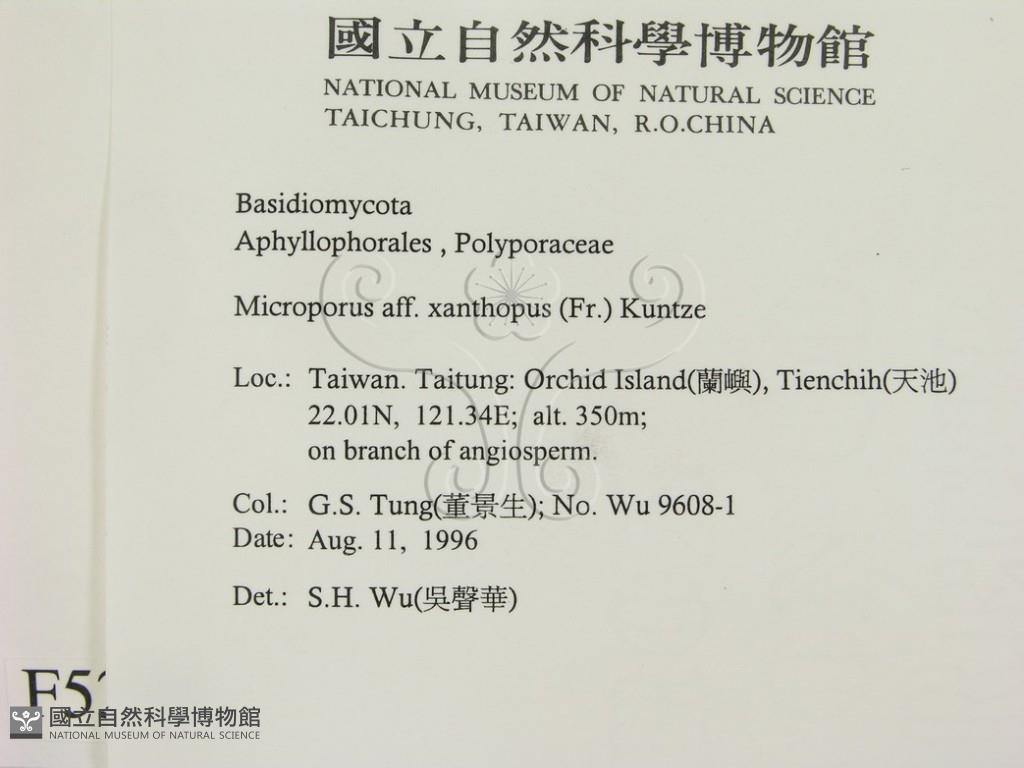 國立自然科學博物館
NATIONAL MUSEUM OF NATURAL SCIENCE
TAICHUNG, TAIWAN, R.O.CHINA
Basidiomycota
Aphyllophorales , Polyporaceae
Microporus aff. xanthopus (Fr.) Kuntze
Loc.: Taiwan. Taitung: Orchid Island(蘭嶼), Tienchih(天池)
22.01N, 121.34E; alt. 350m;
on branch of angiosperm.
Col.: G.S. Tung(董景生); No. Wu 9608-1
Date: Aug. 11, 1996
Det.: S.H. Wu(吳聲華)
國立自然科學博物館
NATIONAL MUSEUM OF NATURAL SCIENCE